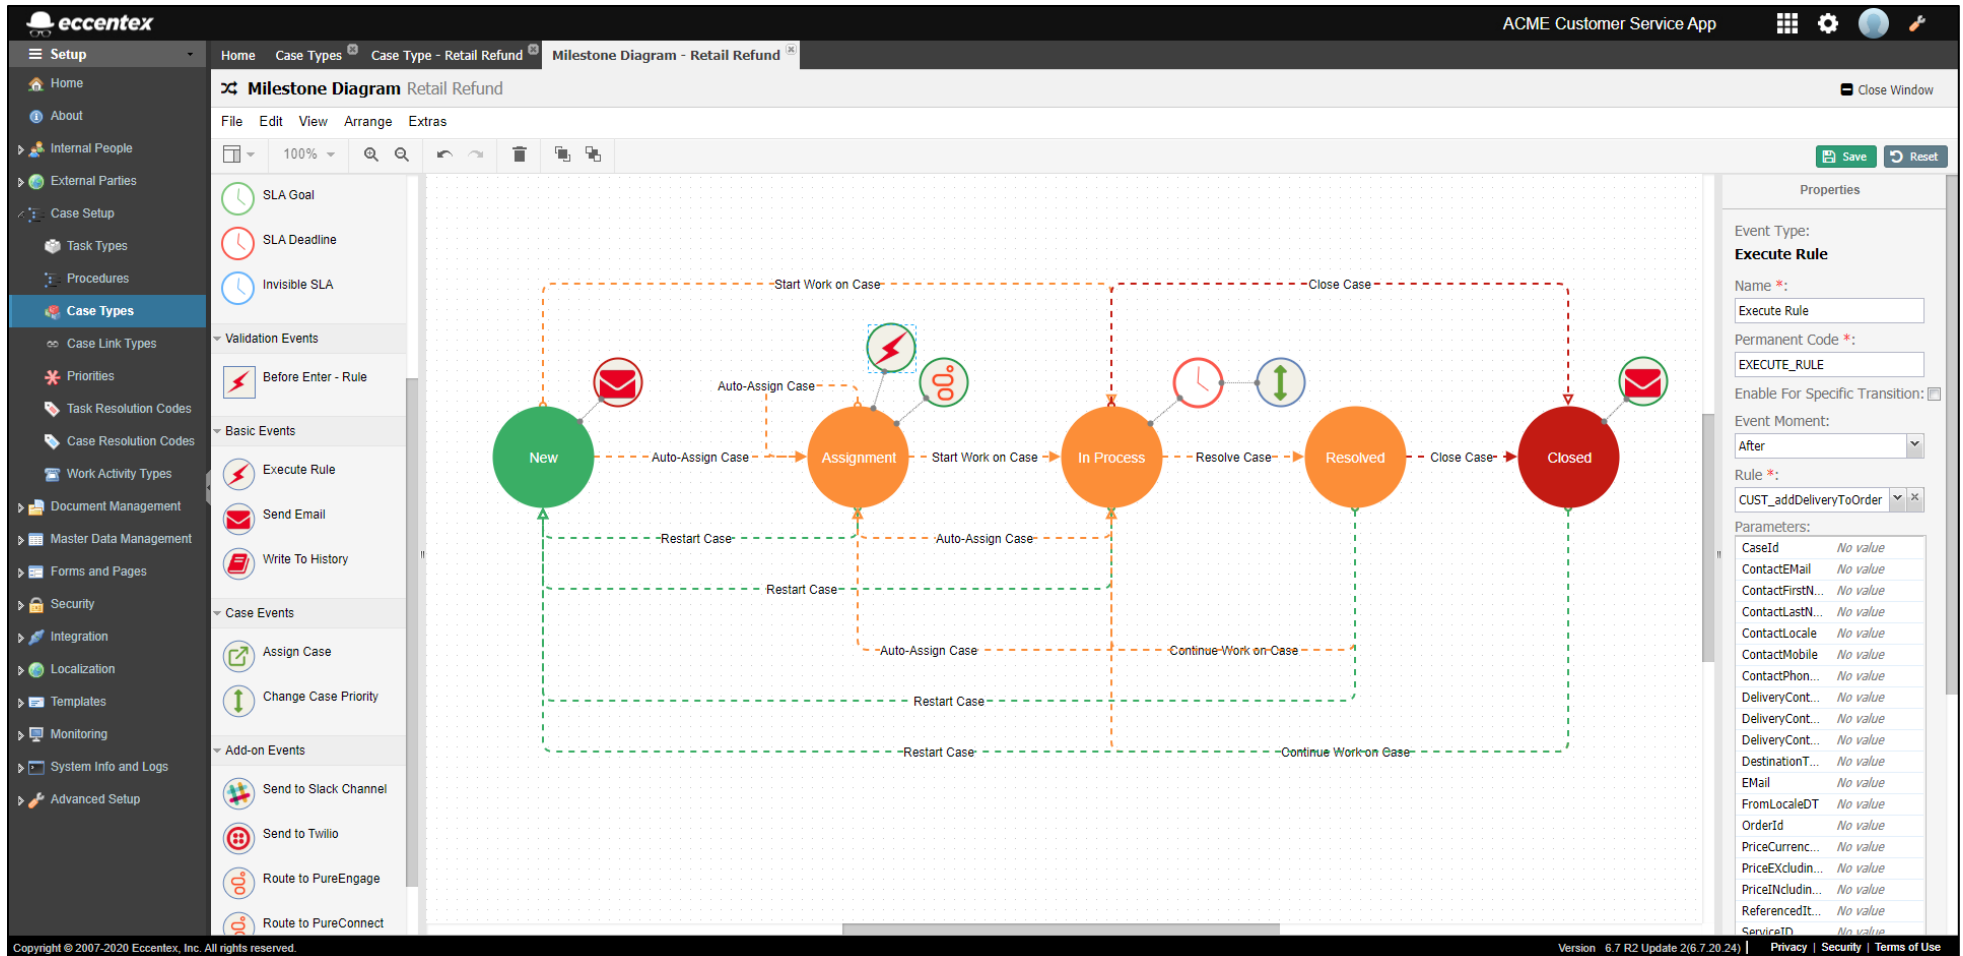 eccentex
ACME Customer Service App
Setup
Home
Case Types
Case Type - Retail Refund
Milestone Diagram - Retail Refund
Home
About
Internal People
External Parties
Case Setup
Task Types
Procedures
Case Types
Case Link Types
Priorities
Task Resolution Codes
Case Resolution Codes
Work Activity Types
Document Management
Master Data Management
Forms and Pages
Security
Integration
Localization
Templates
Monitoring
System Info and Logs
Advanced Setup
Milestone Diagram Retail Refund
Close Window
File Edit View Arrange Extras
100%
Save
Reset
SLA Goal
SLA Deadline
Invisible SLA
Validation Events
Before Enter - Rule
Basic Events
Execute Rule
Send Email
Write To History
Case Events
Assign Case
Change Case Priority
Add-on Events
Send to Slack Channel
Send to Twilio
Route to PureEngage
Route to PureConnect
Start Work on Case
Close Case
Auto-Assign Case
New
Auto-Assign Case
Assignment
Start Work on Case
In Process
Resolve Case
Resolved
Close Case
Closed
Restart Case
Auto-Assign Case
Restart Case
Auto-Assign Case
Continue Work on Case
Restart Case
Restart Case
Continue Work on Case
Properties
Event Type:
Execute Rule
Name *:
Execute Rule
Permanent Code *:
EXECUTE_RULE
Enable For Specific Transition:
Event Moment:
After
Rule *:
CUST_addDeliveryToOrder
Parameters:
CaseId No value
ContactEMail No value
ContactFirstN... No value
ContactLastN... No value
ContactLocale No value
ContactMobile No value
ContactPhon... No value
DeliveryCont... No value
DeliveryCont... No value
DeliveryCont... No value
DestinationT... No value
EMail No value
FromLocaleDT No value
OrderId No value
PriceCurrenc... No value
PriceEXcludin... No value
PriceINcludin... No value
ReferencedIt... No value
ServiceID No value
Copyright © 2007-2020 Eccentex, Inc. All rights reserved.
Version 6.7 R2 Update 2(6.7.20.24) | Privacy | Security | Terms of Use